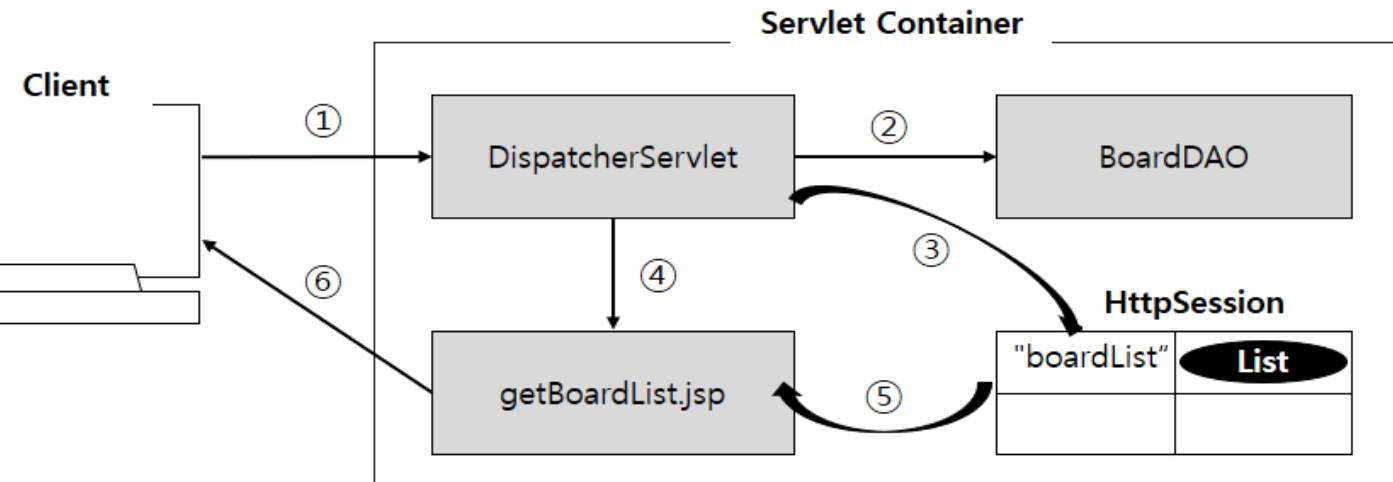 Servlet Container
Client
①
②
DispatcherServlet
BoardDAO
③
④
⑥
HttpSession
"boardList“ List
getBoardList.jsp
⑤